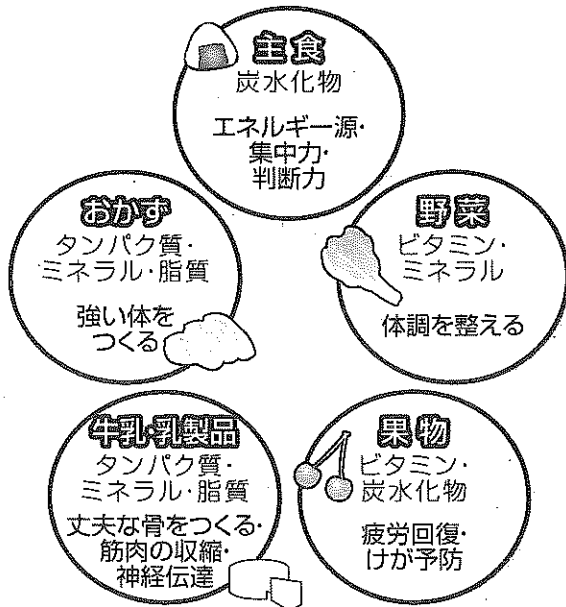 主食
炭水化物
エネルギー源・
集中力・
判断力
おかず
タンパク質・
ミネラル・脂質
強い体を
つくる
野菜
ビタミン・
ミネラル
体調を整える
牛乳・乳製品
タンパク質・
ミネラル・脂質
丈夫な骨をつくる・
筋肉の収縮・
神経伝達
果物
ビタミン・
炭水化物
疲労回復・
けが予防